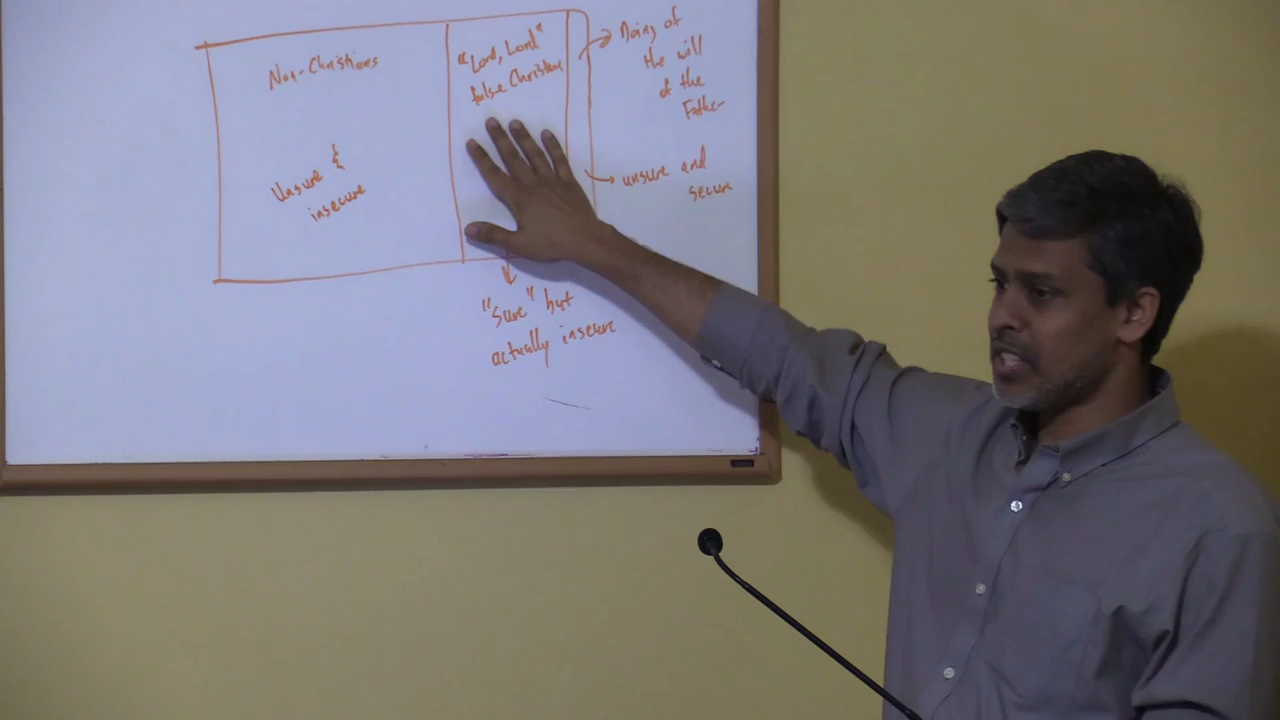 Non-Christians
Unsure &
insecure
"Lord, Lord"
false Christians
"Sure" but
actually insecure
Doing of
the will
of the
Father
unsure and
secure